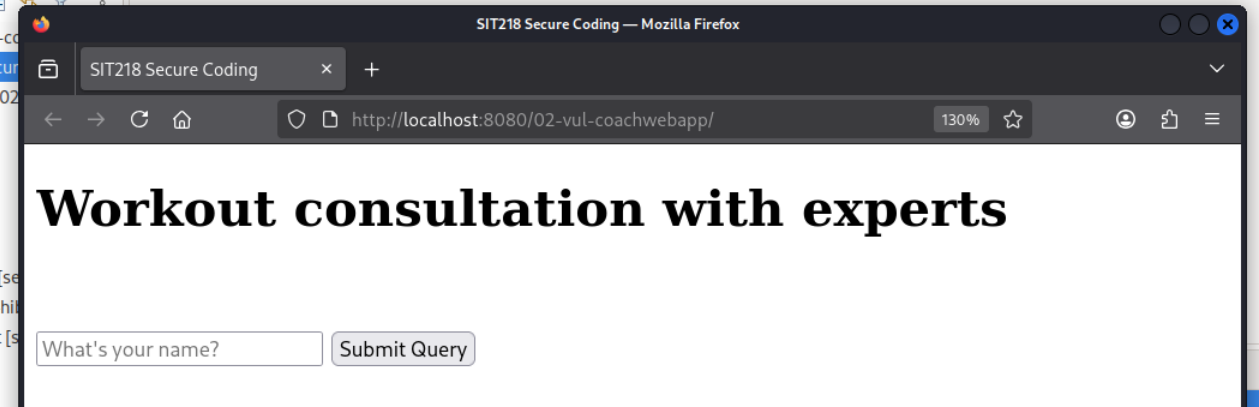 SIT218 Secure Coding — Mozilla Firefox
SIT218 Secure Coding
http://localhost:8080/02-vul-coachwebapp/ 130%
Workout consultation with experts
What's your name? Submit Query